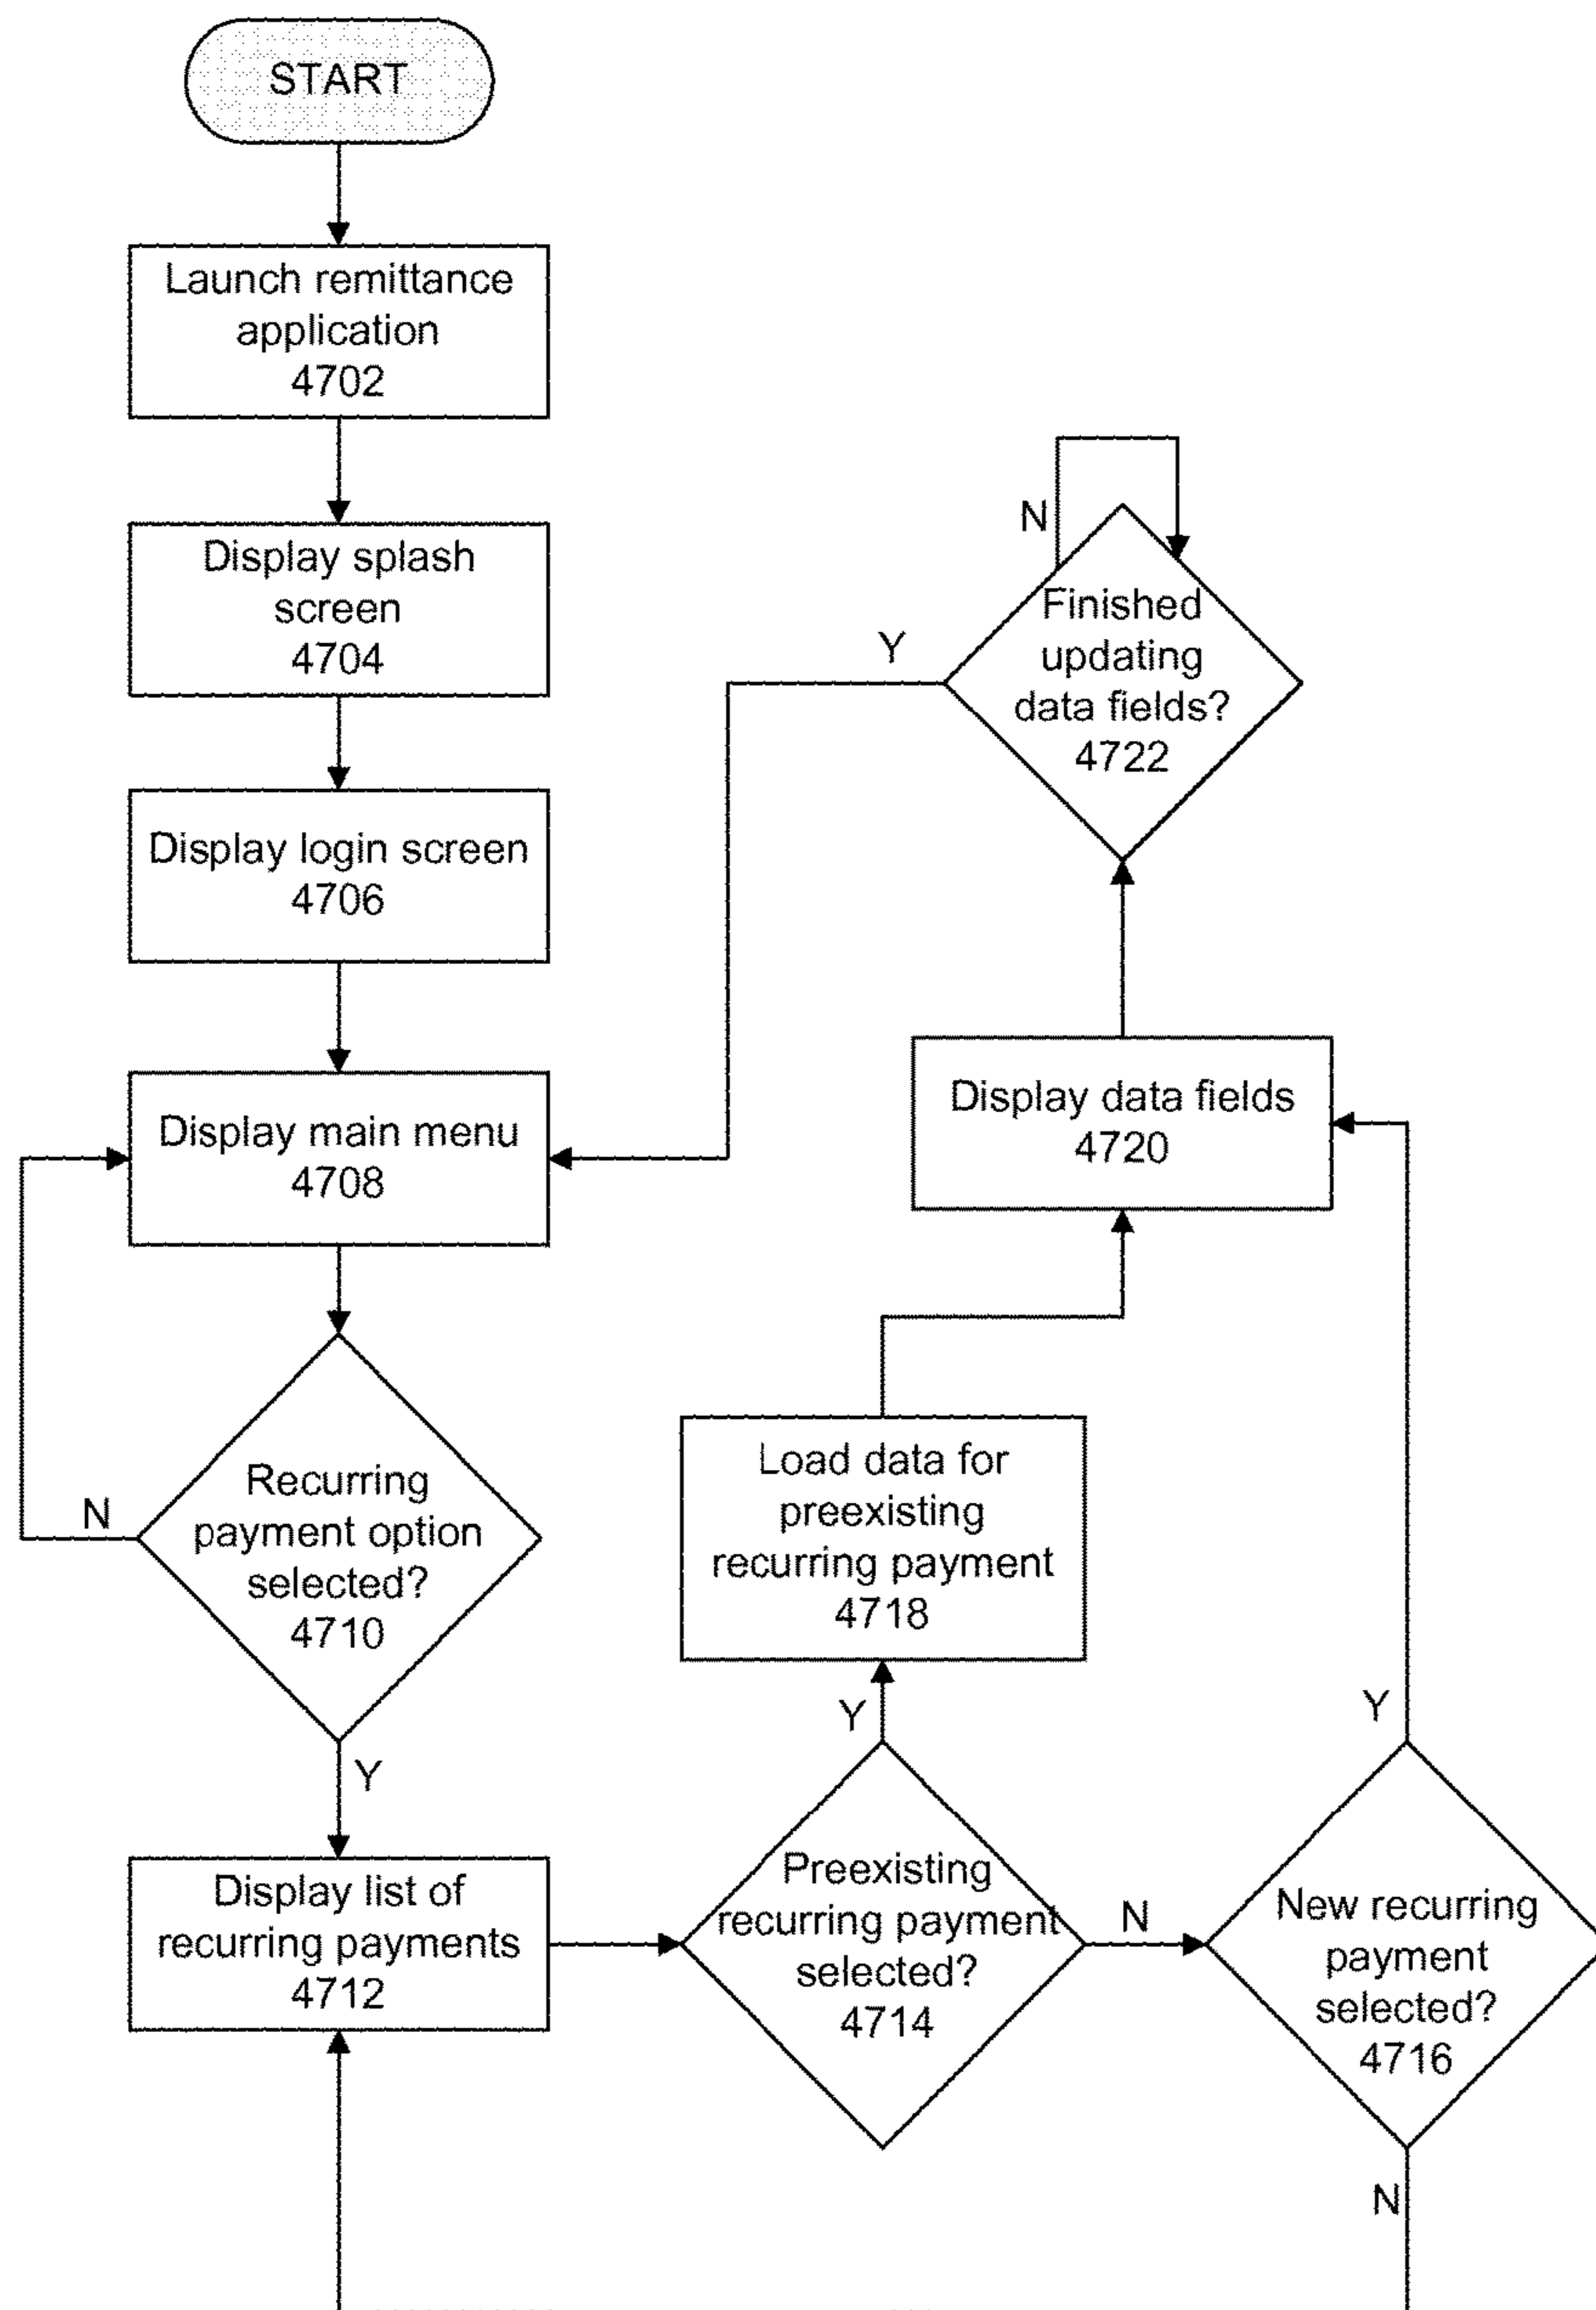 START
Launch remittance
application
4702
Display splash
screen
4704
Display login screen
4706
Display main menu
4708
N
Recurring
payment option
selected?
4710
Y
Display list of
recurring payments
4712
Preexisting
recurring payment
selected?
4714
Y
N
Load data for
preexisting
recurring payment
4718
New recurring
payment
selected?
4716
Y
N
Display data fields
4720
Finished
updating
data fields?
4722
N
Y